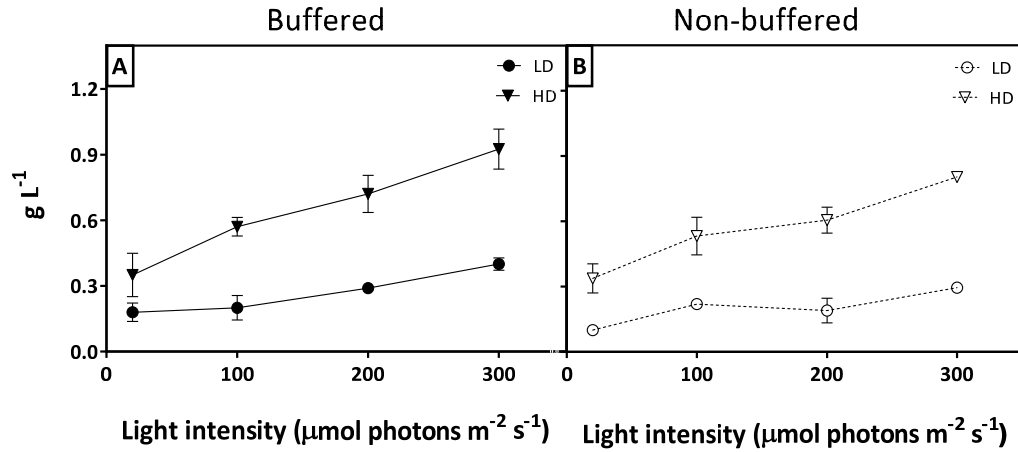 Buffered
Non-buffered
A
LD
HD
B
LD
HD
g L⁻¹
1.2
0.9
0.6
0.3
0.0
0 100 200 300
0 100 200 300
Light intensity (μmol photons m⁻² s⁻¹)
Light intensity (μmol photons m⁻² s⁻¹)